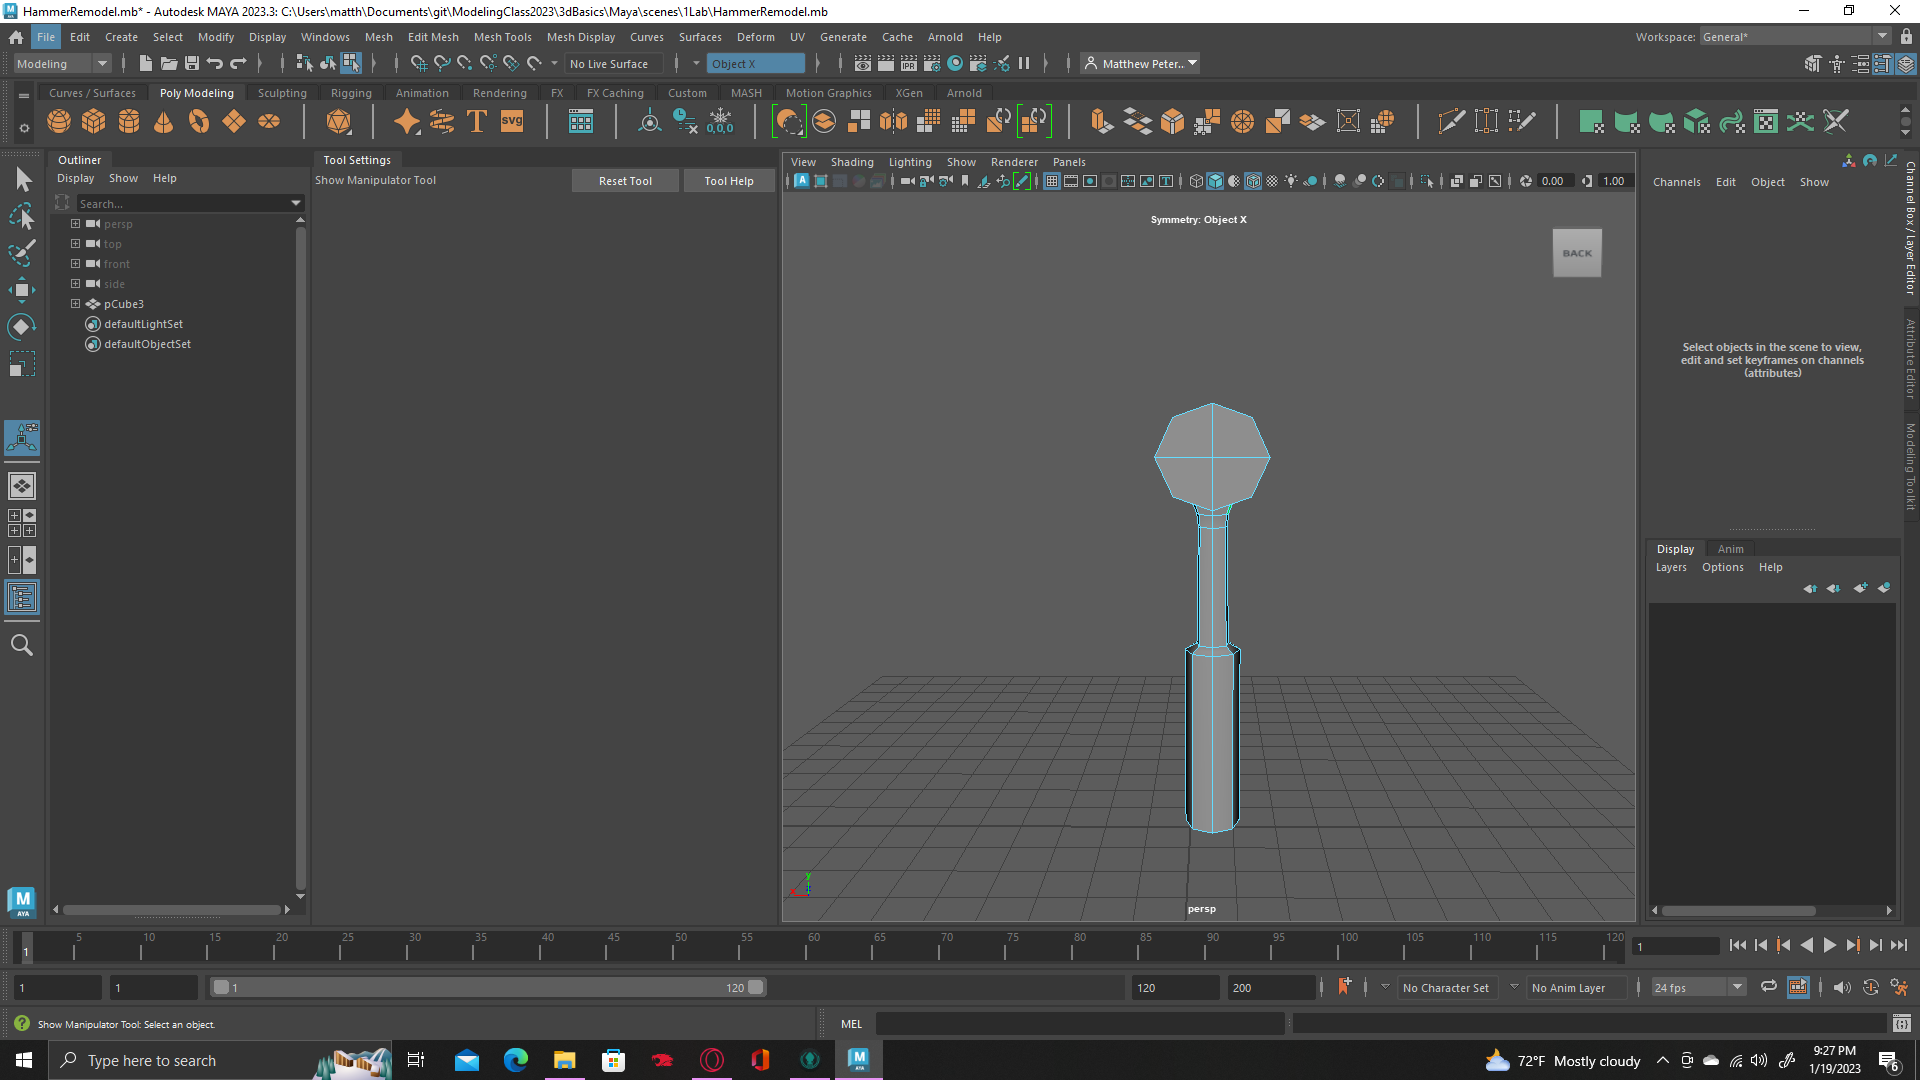 HammerRemodel.mb* - Autodesk MAYA 2023.3: C:\Users\matth\Documents\git\ModelingClass2023\3dBasics\Maya\scenes\1Lab\HammerRemodel.mb
File Edit Create Select Modify Display Windows Mesh Edit Mesh Mesh Tools Mesh Display Curves Surfaces Deform UV Generate Cache Arnold Help
Workspace: General*
Modeling
No Live Surface
Object X
IPR
Matthew Peter...
Curves / Surfaces Poly Modeling Sculpting Rigging Animation Rendering FX FX Caching Custom MASH Motion Graphics XGen Arnold
T
svg
0,0,0
Outliner
Display Show Help
Search...
persp
top
front
side
pCube3
defaultLightSet
defaultObjectSet
Tool Settings
Show Manipulator Tool
Reset Tool
Tool Help
View Shading Lighting Show Renderer Panels
0.00
1.00
Symmetry: Object X
BACK
y
persp
Channels Edit Object Show
Select objects in the scene to view,
edit and set keyframes on channels
(attributes)
Channel Box / Layer Editor
Attribute Editor
Modeling Toolkit
Display Anim
Layers Options Help
M
AYA
1
5 10 15 20 25 30 35 40 45 50 55 60 65 70 75 80 85 90 95 100 105 110 115 120
1
1
1
1
120
120
200
No Character Set
No Anim Layer
24 fps
Show Manipulator Tool: Select an object.
MEL
Type here to search
M
AYA
72°F Mostly cloudy
9:27 PM
1/19/2023
6